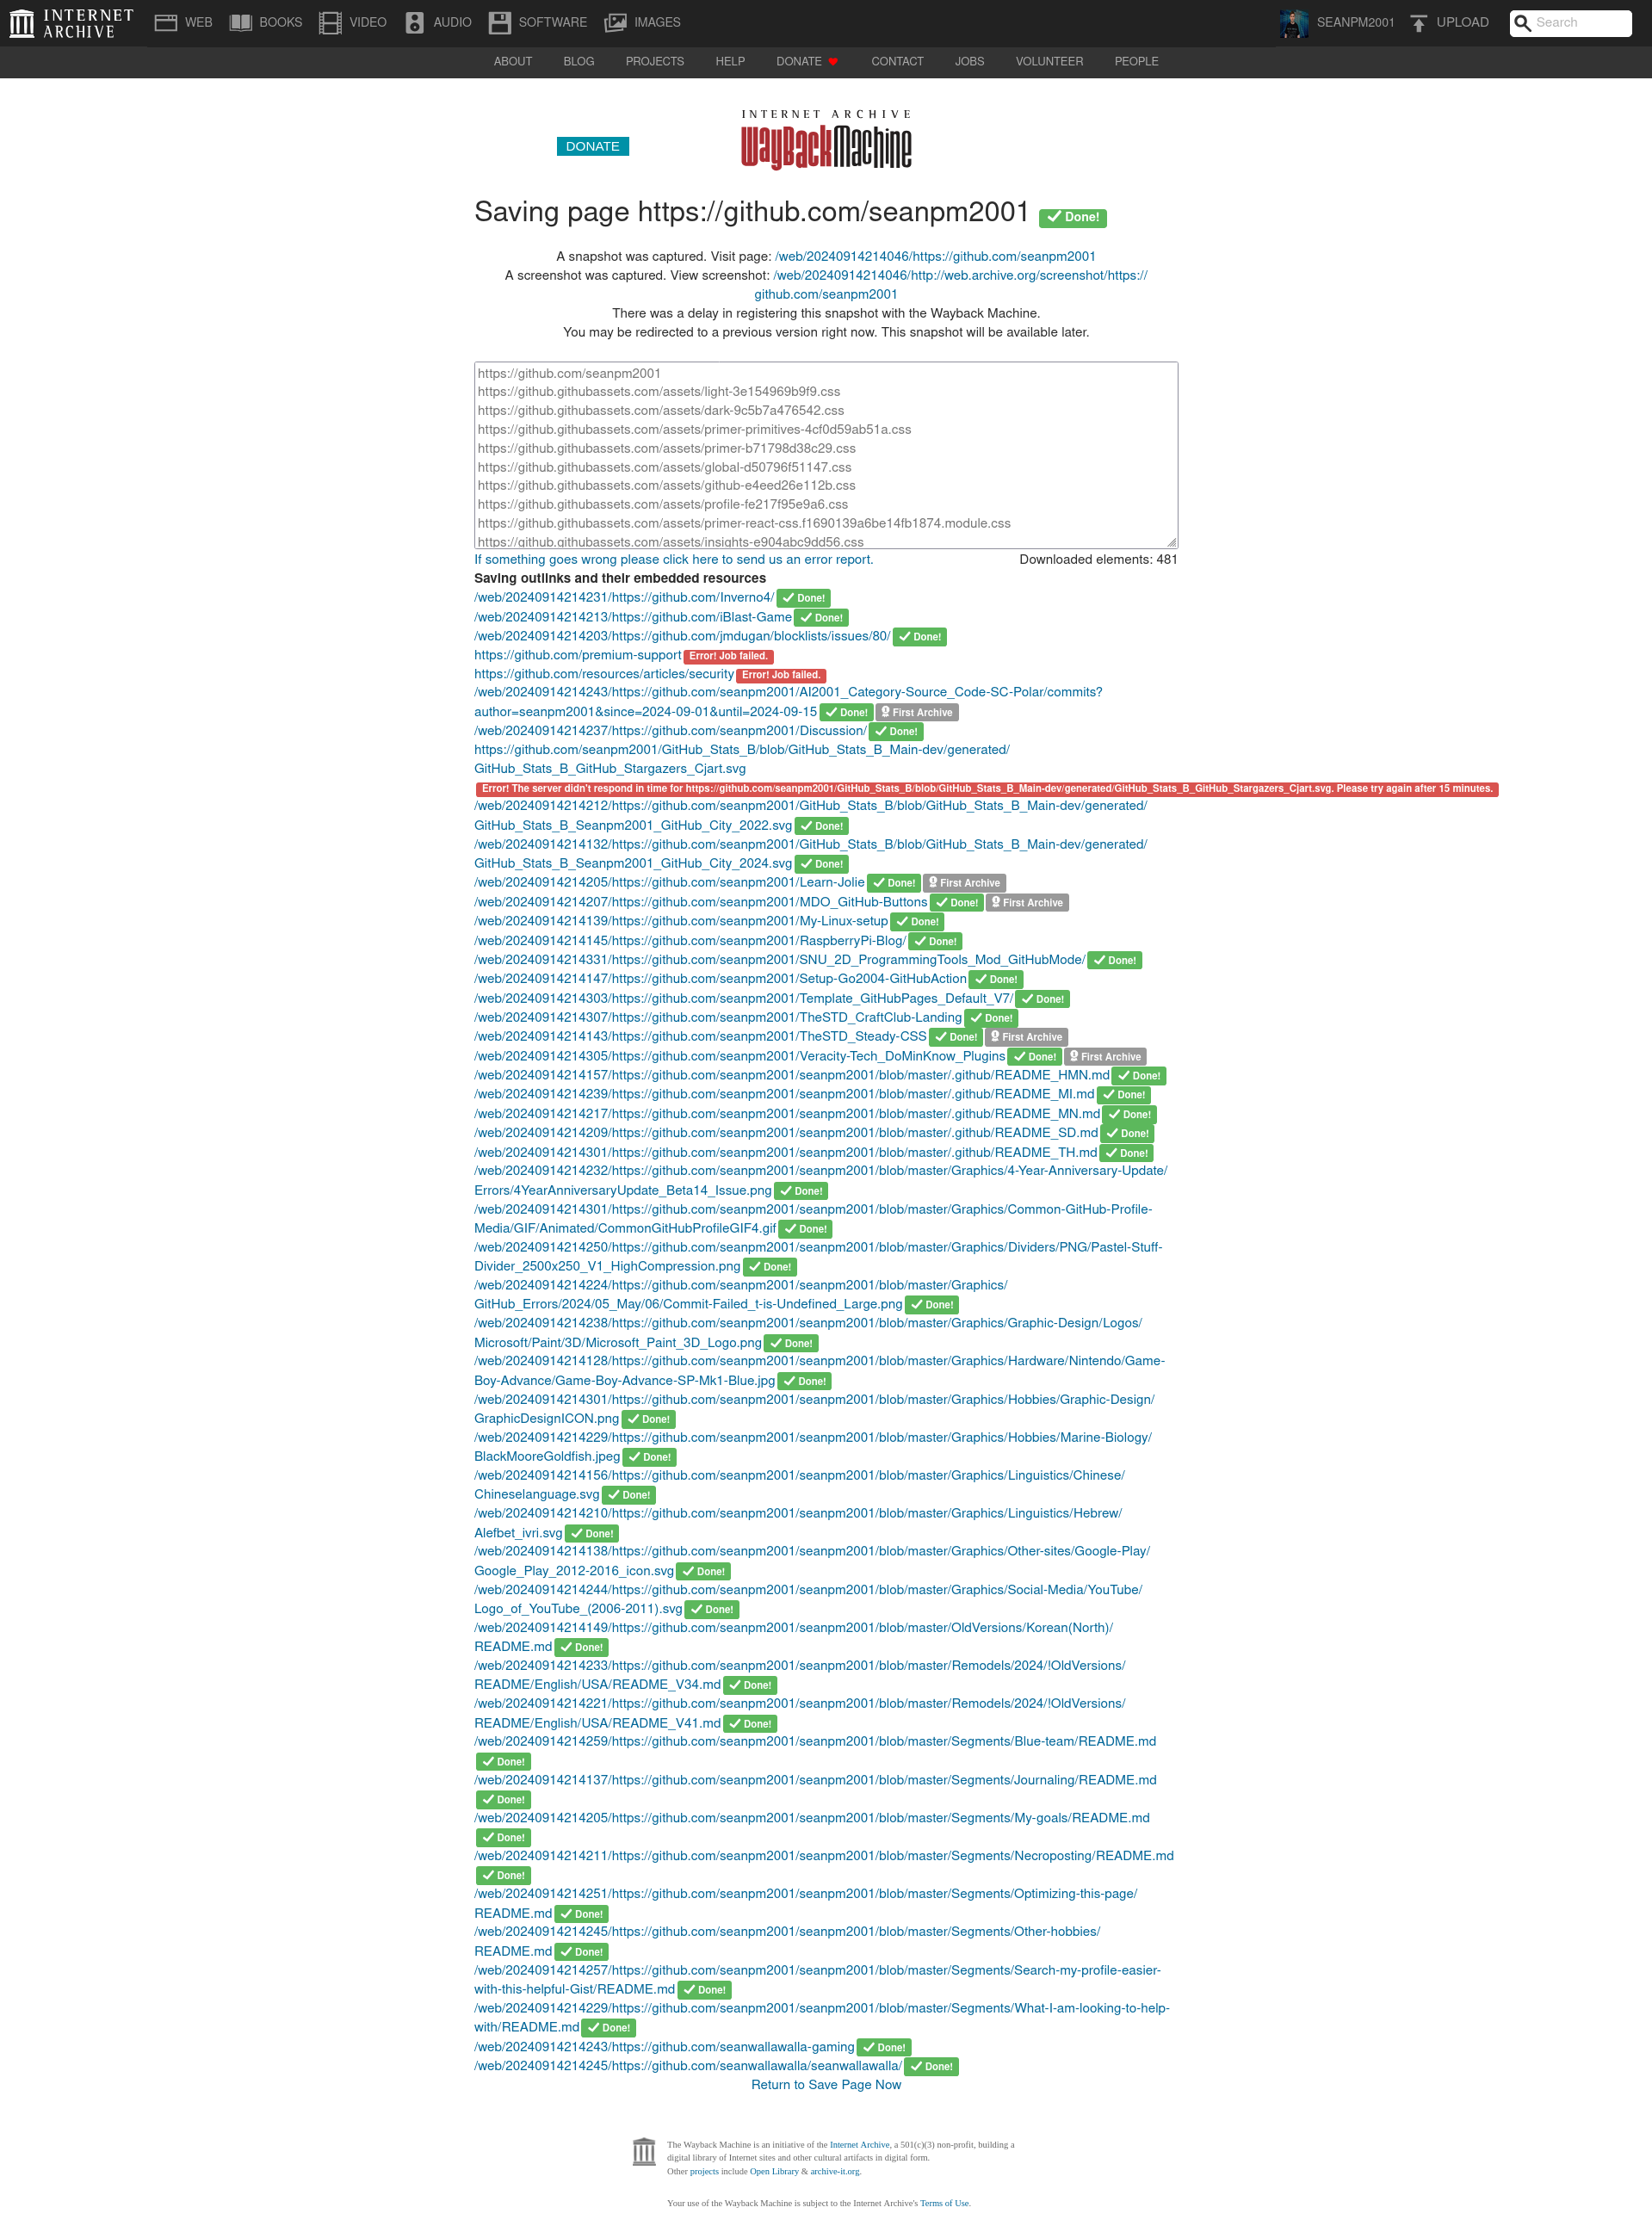 INTERNET ARCHIVE
WEB BOOKS VIDEO AUDIO SOFTWARE IMAGES SEANPM2001 UPLOAD Search
ABOUT BLOG PROJECTS HELP DONATE CONTACT JOBS VOLUNTEER PEOPLE
DONATE
INTERNET ARCHIVE
WayBackMachine
Saving page https://github.com/seanpm2001 Done!
A snapshot was captured. Visit page: /web/20240914214046/https://github.com/seanpm2001
A screenshot was captured. View screenshot: /web/20240914214046/http://web.archive.org/screenshot/https://
github.com/seanpm2001
There was a delay in registering this snapshot with the Wayback Machine.
You may be redirected to a previous version right now. This snapshot will be available later.
https://github.com/seanpm2001
https://github.githubassets.com/assets/light-3e154969b9f9.css
https://github.githubassets.com/assets/dark-9c5b7a476542.css
https://github.githubassets.com/assets/primer-primitives-4cf0d59ab51a.css
https://github.githubassets.com/assets/primer-b71798d38c29.css
https://github.githubassets.com/assets/global-d50796f51147.css
https://github.githubassets.com/assets/github-e4eed26e112b.css
https://github.githubassets.com/assets/profile-fe217f95e9a6.css
https://github.githubassets.com/assets/primer-react-css.f1690139a6be14fb1874.module.css
https://github.githubassets.com/assets/insights-e904abc9dd56.css
If something goes wrong please click here to send us an error report. Downloaded elements: 481
Saving outlinks and their embedded resources
/web/20240914214231/https://github.com/Inverno4/ Done!
/web/20240914214213/https://github.com/iBlast-Game Done!
/web/20240914214203/https://github.com/jmdugan/blocklists/issues/80/ Done!
https://github.com/premium-support Error! Job failed.
https://github.com/resources/articles/security Error! Job failed.
/web/20240914214243/https://github.com/seanpm2001/AI2001_Category-Source_Code-SC-Polar/commits?
author=seanpm2001&since=2024-09-01&until=2024-09-15 Done! First Archive
/web/20240914214237/https://github.com/seanpm2001/Discussion/ Done!
https://github.com/seanpm2001/GitHub_Stats_B/blob/GitHub_Stats_B_Main-dev/generated/
GitHub_Stats_B_GitHub_Stargazers_Cjart.svg
Error! The server didn't respond in time for https://github.com/seanpm2001/GitHub_Stats_B/blob/GitHub_Stats_B_Main-dev/generated/GitHub_Stats_B_GitHub_Stargazers_Cjart.svg. Please try again after 15 minutes.
/web/20240914214212/https://github.com/seanpm2001/GitHub_Stats_B/blob/GitHub_Stats_B_Main-dev/generated/
GitHub_Stats_B_Seanpm2001_GitHub_City_2022.svg Done!
/web/20240914214132/https://github.com/seanpm2001/GitHub_Stats_B/blob/GitHub_Stats_B_Main-dev/generated/
GitHub_Stats_B_Seanpm2001_GitHub_City_2024.svg Done!
/web/20240914214205/https://github.com/seanpm2001/Learn-Jolie Done! First Archive
/web/20240914214207/https://github.com/seanpm2001/MDO_GitHub-Buttons Done! First Archive
/web/20240914214139/https://github.com/seanpm2001/My-Linux-setup Done!
/web/20240914214145/https://github.com/seanpm2001/RaspberryPi-Blog/ Done!
/web/20240914214331/https://github.com/seanpm2001/SNU_2D_ProgrammingTools_Mod_GitHubMode/ Done!
/web/20240914214147/https://github.com/seanpm2001/Setup-Go2004-GitHubAction Done!
/web/20240914214303/https://github.com/seanpm2001/Template_GitHubPages_Default_V7/ Done!
/web/20240914214307/https://github.com/seanpm2001/TheSTD_CraftClub-Landing Done!
/web/20240914214143/https://github.com/seanpm2001/TheSTD_Steady-CSS Done! First Archive
/web/20240914214305/https://github.com/seanpm2001/Veracity-Tech_DoMinKnow_Plugins Done! First Archive
/web/20240914214157/https://github.com/seanpm2001/seanpm2001/blob/master/.github/README_HMN.md Done!
/web/20240914214239/https://github.com/seanpm2001/seanpm2001/blob/master/.github/README_MI.md Done!
/web/20240914214217/https://github.com/seanpm2001/seanpm2001/blob/master/.github/README_MN.md Done!
/web/20240914214209/https://github.com/seanpm2001/seanpm2001/blob/master/.github/README_SD.md Done!
/web/20240914214301/https://github.com/seanpm2001/seanpm2001/blob/master/.github/README_TH.md Done!
/web/20240914214232/https://github.com/seanpm2001/seanpm2001/blob/master/Graphics/4-Year-Anniversary-Update/
Errors/4YearAnniversaryUpdate_Beta14_Issue.png Done!
/web/20240914214301/https://github.com/seanpm2001/seanpm2001/blob/master/Graphics/Common-GitHub-Profile-
Media/GIF/Animated/CommonGitHubProfileGIF4.gif Done!
/web/20240914214250/https://github.com/seanpm2001/seanpm2001/blob/master/Graphics/Dividers/PNG/Pastel-Stuff-
Divider_2500x250_V1_HighCompression.png Done!
/web/20240914214224/https://github.com/seanpm2001/seanpm2001/blob/master/Graphics/
GitHub_Errors/2024/05_May/06/Commit-Failed_t-is-Undefined_Large.png Done!
/web/20240914214238/https://github.com/seanpm2001/seanpm2001/blob/master/Graphics/Graphic-Design/Logos/
Microsoft/Paint/3D/Microsoft_Paint_3D_Logo.png Done!
/web/20240914214128/https://github.com/seanpm2001/seanpm2001/blob/master/Graphics/Hardware/Nintendo/Game-
Boy-Advance/Game-Boy-Advance-SP-Mk1-Blue.jpg Done!
/web/20240914214301/https://github.com/seanpm2001/seanpm2001/blob/master/Graphics/Hobbies/Graphic-Design/
GraphicDesignICON.png Done!
/web/20240914214229/https://github.com/seanpm2001/seanpm2001/blob/master/Graphics/Hobbies/Marine-Biology/
BlackMooreGoldfish.jpeg Done!
/web/20240914214156/https://github.com/seanpm2001/seanpm2001/blob/master/Graphics/Linguistics/Chinese/
Chineselanguage.svg Done!
/web/20240914214210/https://github.com/seanpm2001/seanpm2001/blob/master/Graphics/Linguistics/Hebrew/
Alefbet_ivri.svg Done!
/web/20240914214138/https://github.com/seanpm2001/seanpm2001/blob/master/Graphics/Other-sites/Google-Play/
Google_Play_2012-2016_icon.svg Done!
/web/20240914214244/https://github.com/seanpm2001/seanpm2001/blob/master/Graphics/Social-Media/YouTube/
Logo_of_YouTube_(2006-2011).svg Done!
/web/20240914214149/https://github.com/seanpm2001/seanpm2001/blob/master/OldVersions/Korean(North)/
README.md Done!
/web/20240914214233/https://github.com/seanpm2001/seanpm2001/blob/master/Remodels/2024/!OldVersions/
README/English/USA/README_V34.md Done!
/web/20240914214221/https://github.com/seanpm2001/seanpm2001/blob/master/Remodels/2024/!OldVersions/
README/English/USA/README_V41.md Done!
/web/20240914214259/https://github.com/seanpm2001/seanpm2001/blob/master/Segments/Blue-team/README.md
Done!
/web/20240914214137/https://github.com/seanpm2001/seanpm2001/blob/master/Segments/Journaling/README.md
Done!
/web/20240914214205/https://github.com/seanpm2001/seanpm2001/blob/master/Segments/My-goals/README.md
Done!
/web/20240914214211/https://github.com/seanpm2001/seanpm2001/blob/master/Segments/Necroposting/README.md
Done!
/web/20240914214251/https://github.com/seanpm2001/seanpm2001/blob/master/Segments/Optimizing-this-page/
README.md Done!
/web/20240914214245/https://github.com/seanpm2001/seanpm2001/blob/master/Segments/Other-hobbies/
README.md Done!
/web/20240914214257/https://github.com/seanpm2001/seanpm2001/blob/master/Segments/Search-my-profile-easier-
with-this-helpful-Gist/README.md Done!
/web/20240914214229/https://github.com/seanpm2001/seanpm2001/blob/master/Segments/What-I-am-looking-to-help-
with/README.md Done!
/web/20240914214243/https://github.com/seanwallawalla-gaming Done!
/web/20240914214245/https://github.com/seanwallawalla/seanwallawalla/ Done!
Return to Save Page Now
The Wayback Machine is an initiative of the Internet Archive, a 501(c)(3) non-profit, building a
digital library of Internet sites and other cultural artifacts in digital form.
Other projects include Open Library & archive-it.org.
Your use of the Wayback Machine is subject to the Internet Archive's Terms of Use.